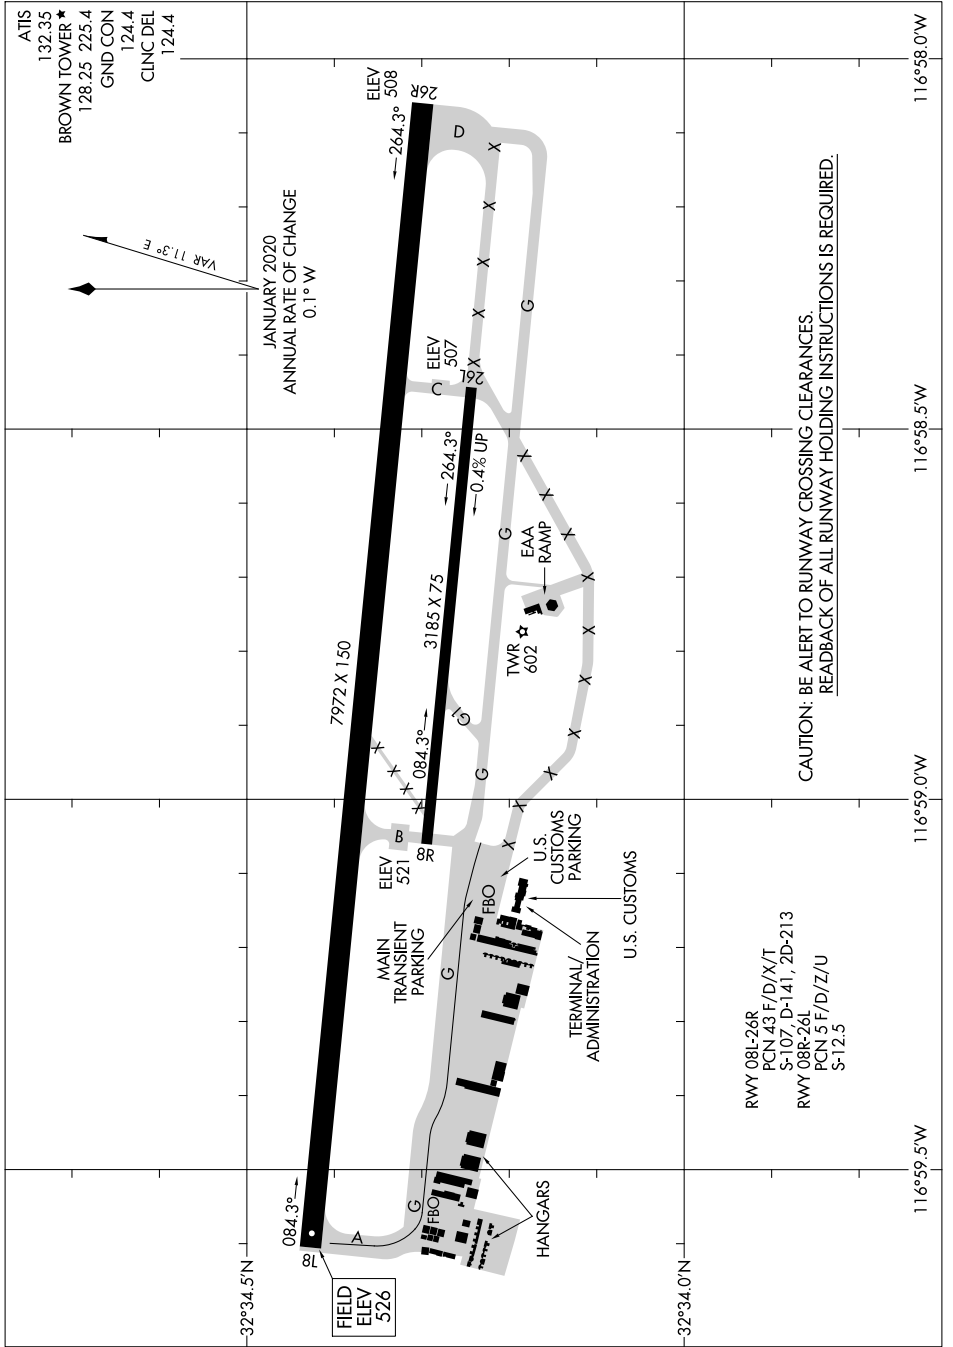 ATIS
132.35
BROWN TOWER★
128.25 225.4
GND CON
124.4
CLNC DEL
124.4
VAR 11.3° E
JANUARY 2020
ANNUAL RATE OF CHANGE
0.1° W
ELEV
508
26R
264.3°
D
X
X
X
X
X
G
C
ELEV
507
26L
264.3°
0.4% UP
7972 X 150
3185 X 75
G
EAA
RAMP
TWR
602
X
X
X
X
X
X
X
X
X
X
X
X
X
X
G1
084.3°
G
B
ELEV
521
8R
U.S.
CUSTOMS
PARKING
FBO
MAIN
TRANSIENT
PARKING
G
TERMINAL/
ADMINISTRATION
U.S. CUSTOMS
084.3°
8L
A
G
FBO
HANGARS
FIELD
ELEV
526
CAUTION: BE ALERT TO RUNWAY CROSSING CLEARANCES.
READBACK OF ALL RUNWAY HOLDING INSTRUCTIONS IS REQUIRED.
RWY 08L-26R
PCN 43 F/D/X/T
S-107, D-141, 2D-213
RWY 08R-26L
PCN 5 F/D/Z/U
S-12.5
32°34.5'N
32°34.0'N
116°59.5'W
116°59.0'W
116°58.5'W
116°58.0'W